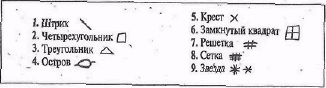 1. Штрих
2. Четырехугольник
3. Треугольник
4. Остров
5. Крест
6. Замкнутый квадрат
7. Решетка
8. Сетка
9. Звезда